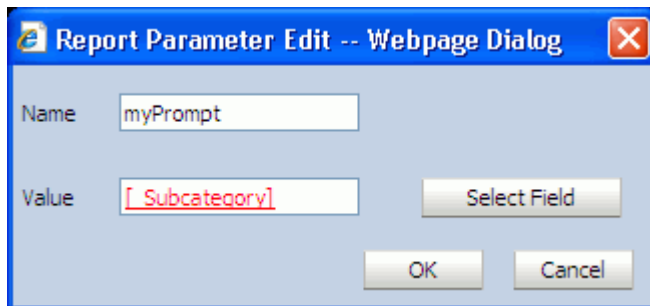 Report Parameter Edit -- Webpage Dialog
Name myPrompt
Value [_Subcategory] Select Field
OK Cancel